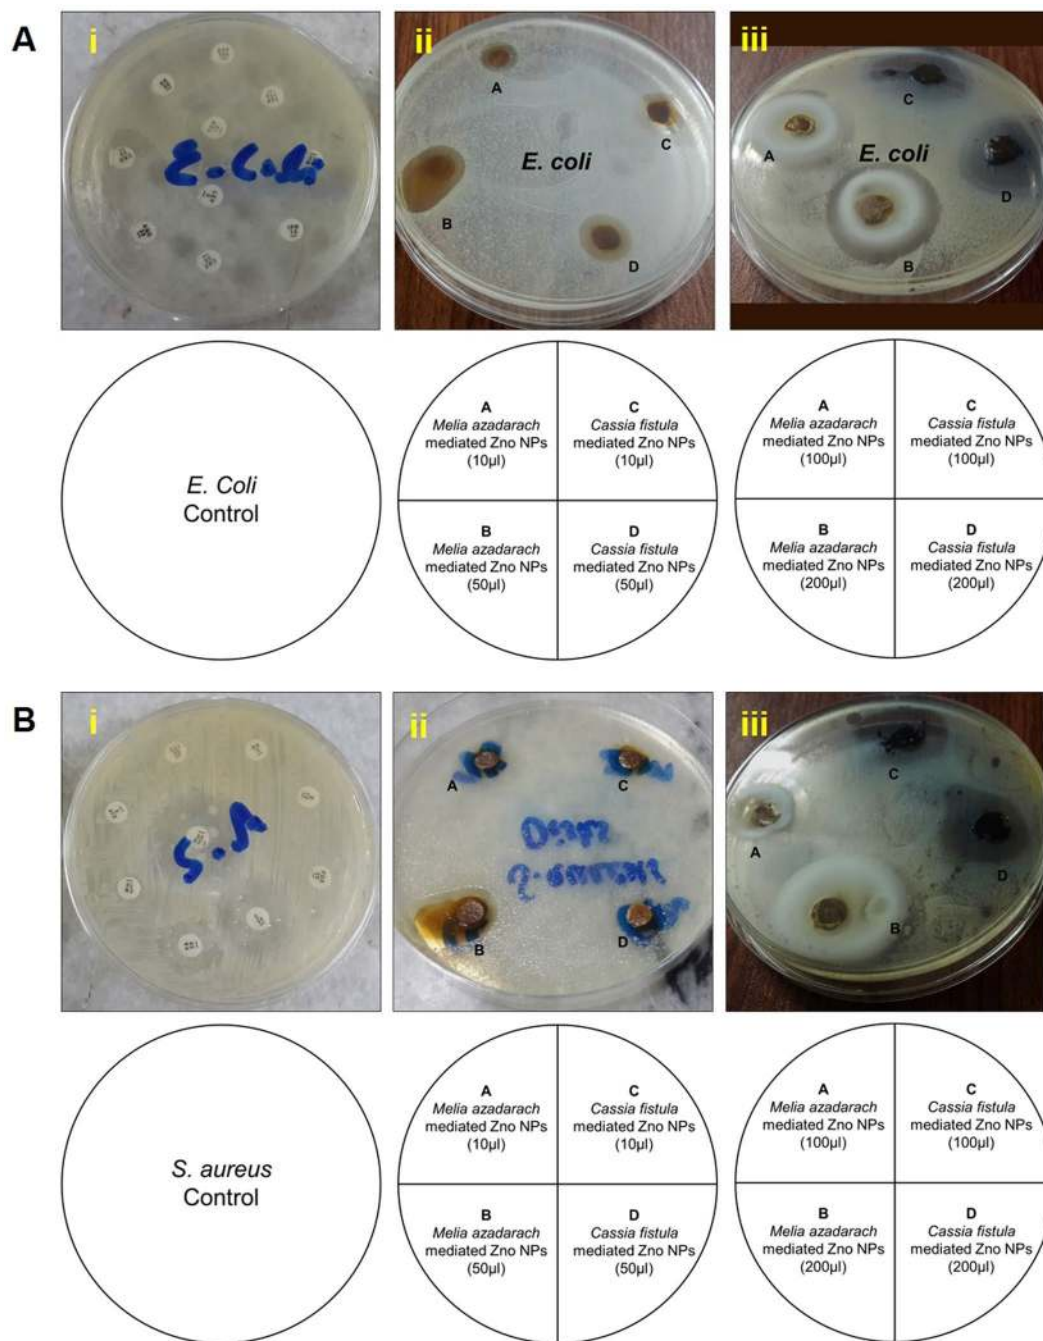 A
i
ii
iii
E.Coli
A
C
E. coli
B
D
C
A
E. coli
D
B
E. Coli
Control
A
Melia azadarach
mediated Zno NPs
(10µl)
C
Cassia fistula
mediated Zno NPs
(10µl)
B
Melia azadarach
mediated Zno NPs
(50µl)
D
Cassia fistula
mediated Zno NPs
(50µl)
A
Melia azadarach
mediated Zno NPs
(100µl)
C
Cassia fistula
mediated Zno NPs
(100µl)
B
Melia azadarach
mediated Zno NPs
(200µl)
D
Cassia fistula
mediated Zno NPs
(200µl)
B
i
ii
iii
A
C
B
D
C
A
D
B
S. aureus
Control
A
Melia azadarach
mediated Zno NPs
(10µl)
C
Cassia fistula
mediated Zno NPs
(10µl)
B
Melia azadarach
mediated Zno NPs
(50µl)
D
Cassia fistula
mediated Zno NPs
(50µl)
A
Melia azadarach
mediated Zno NPs
(100µl)
C
Cassia fistula
mediated Zno NPs
(100µl)
B
Melia azadarach
mediated Zno NPs
(200µl)
D
Cassia fistula
mediated Zno NPs
(200µl)